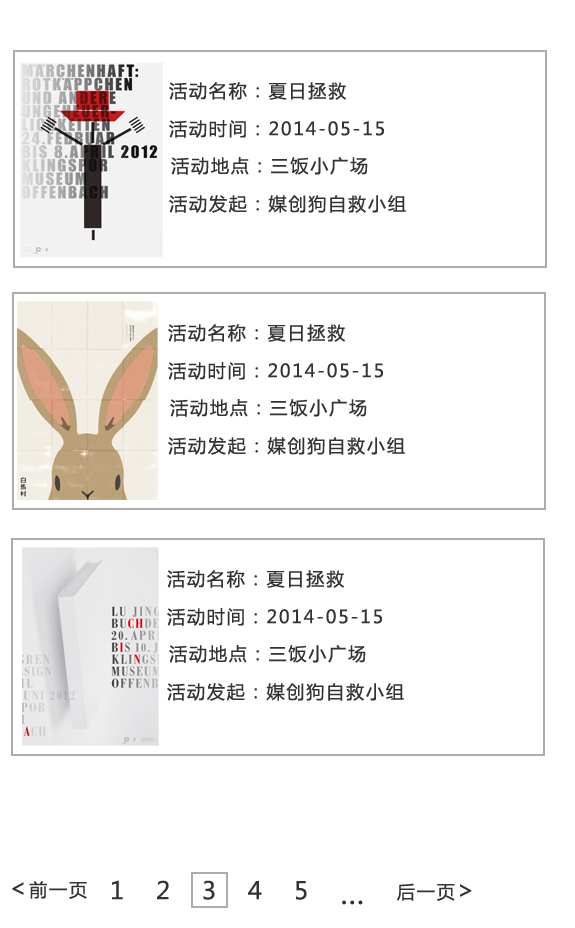 MÄRCHENHAFT:
ROTKÄPPCHEN
UND ANDERE
UNGEHEUER
LICHKEITEN
24.FEBRUAR
BIS 8.APRIL 2012
KLINGSPOR
MUSEUM
OFFENBACH
活动名称：夏日拯救
活动时间：2014-05-15
活动地点：三饭小广场
活动发起：媒创狗自救小组
白馬村
活动名称：夏日拯救
活动时间：2014-05-15
活动地点：三饭小广场
活动发起：媒创狗自救小组
LU JING
BUCHDE
20. APRI
BIS 10. J
KLINGS
MUSEUM
OFFENB
GREN
SIGN
IL
UNI 2012
POR
ACH
活动名称：夏日拯救
活动时间：2014-05-15
活动地点：三饭小广场
活动发起：媒创狗自救小组
<前一页 1 2 3 4 5 ... 后一页>